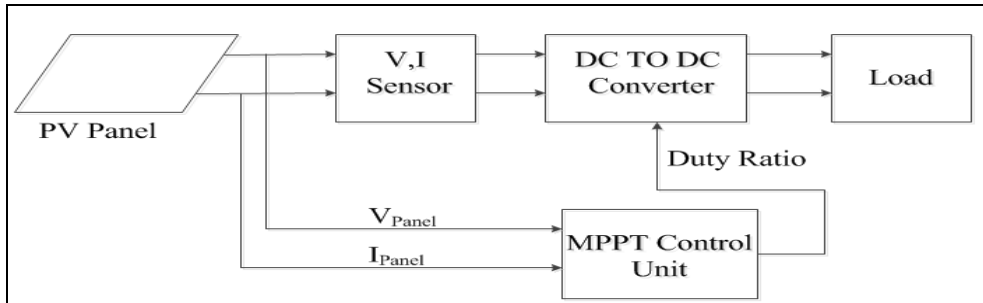 V,I
Sensor
DC TO DC
Converter
Load
PV Panel
Duty Ratio
VPanel
IPanel
MPPT Control
Unit